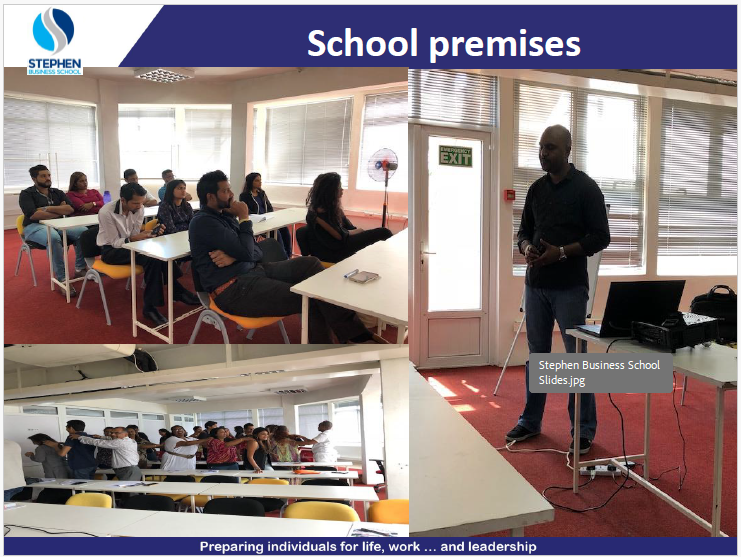 STEPHEN
BUSINESS SCHOOL
School premises
EMERGENCY
EXIT
Stephen Business School
Slides.jpg
Preparing individuals for life, work ... and leadership